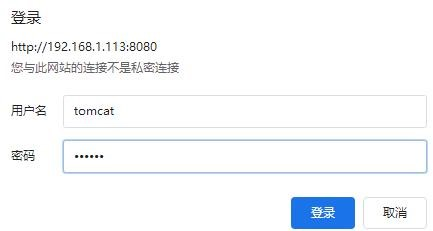 登录
http://192.168.1.113:8080
您与此网站的连接不是私密连接
用户名 tomcat
密码 ••••••
登录 取消